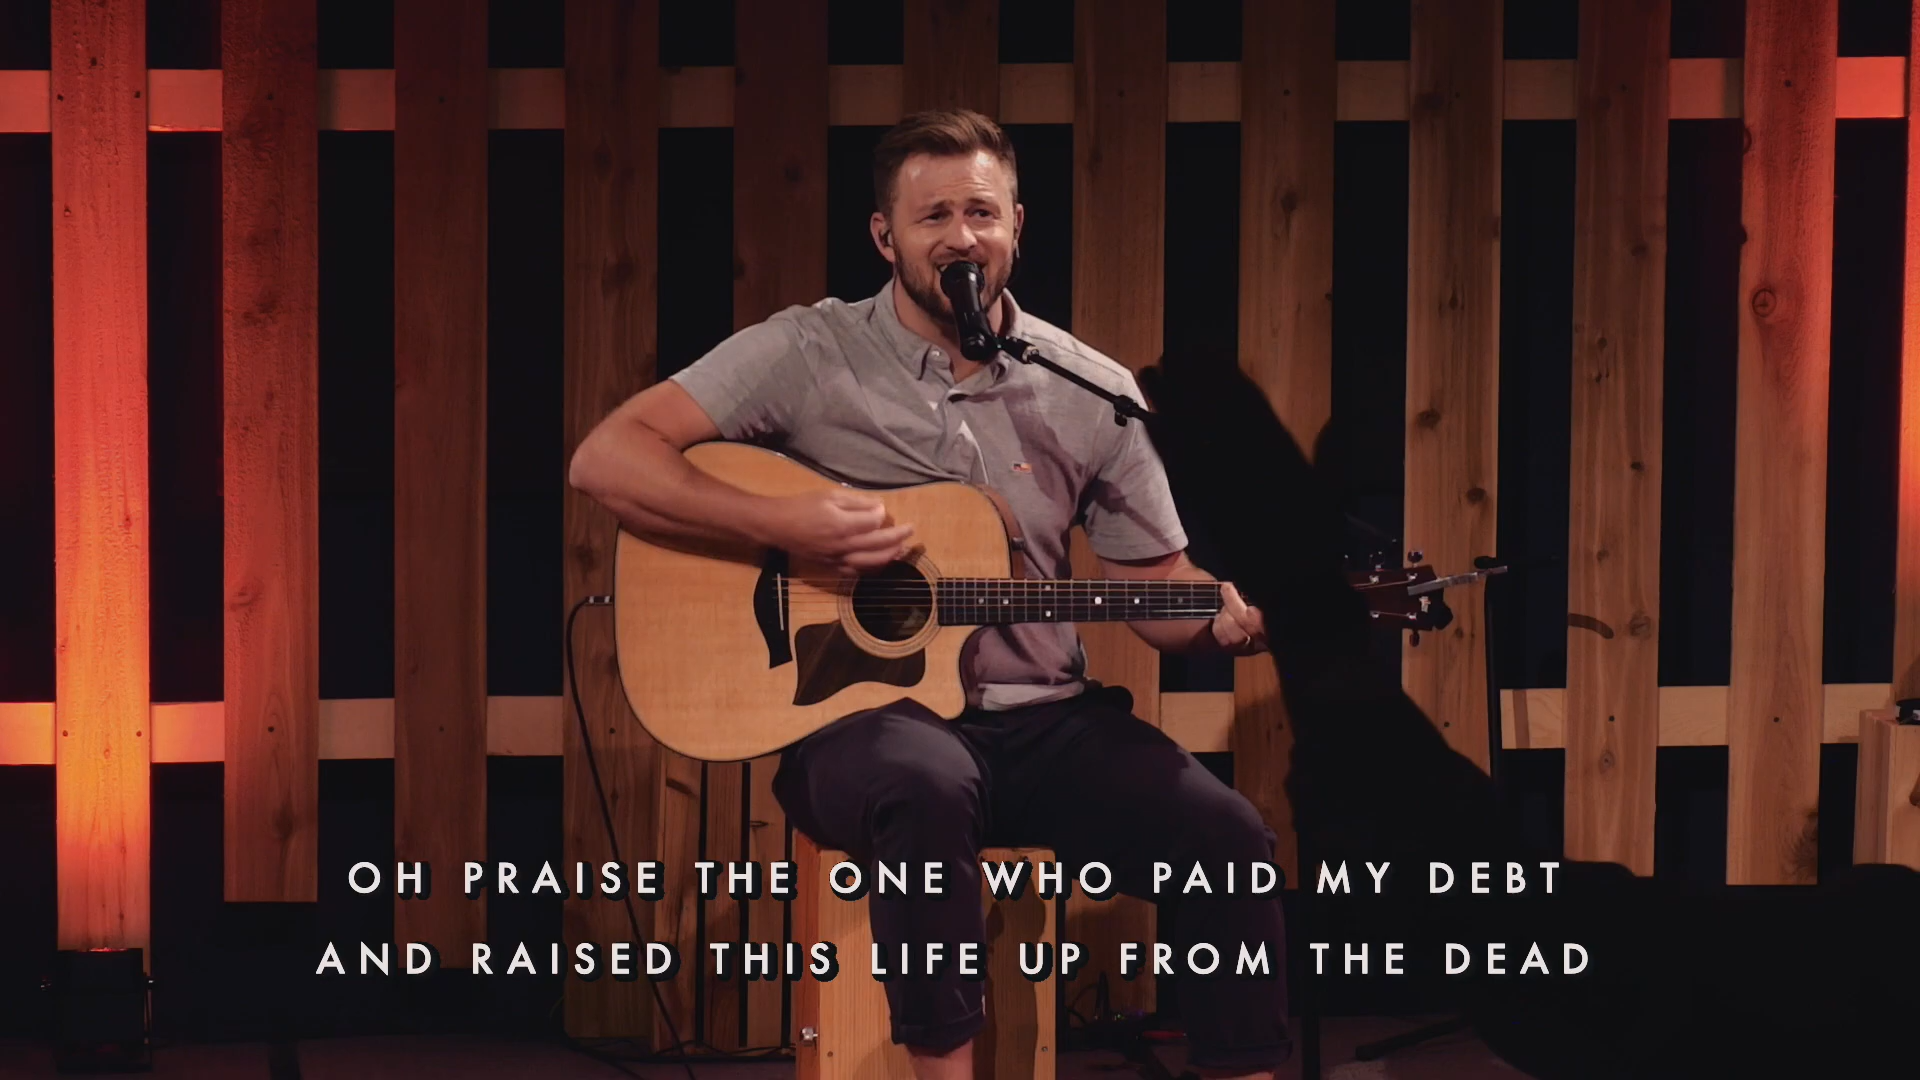 OH PRAISE THE ONE WHO PAID MY DEBT
AND RAISED THIS LIFE UP FROM THE DEAD